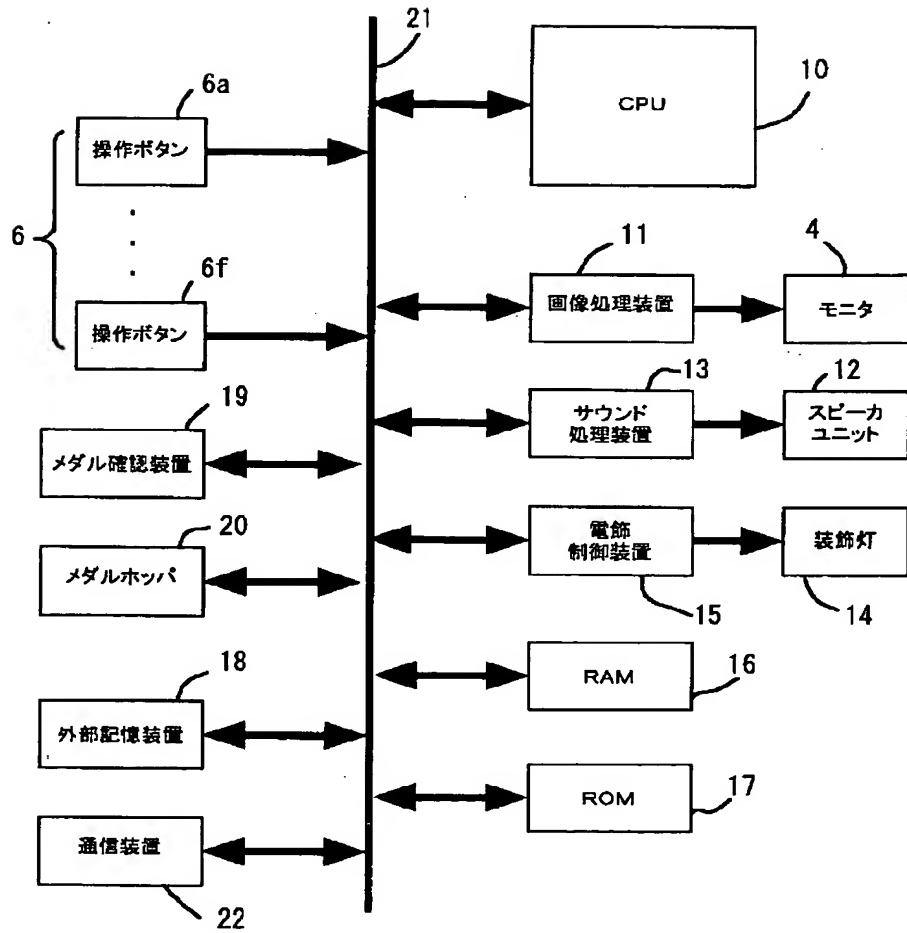 21
10
CPU
6a
操作ボタン
6
6f
操作ボタン
11
画像処理装置
4
モニタ
19
メダル確認装置
13
サウンド
処理装置
12
スピーカ
ユニット
20
メダルホッパ
電飾
制御装置
15
装飾灯
14
18
外部記憶装置
RAM
16
通信装置
22
ROM
17